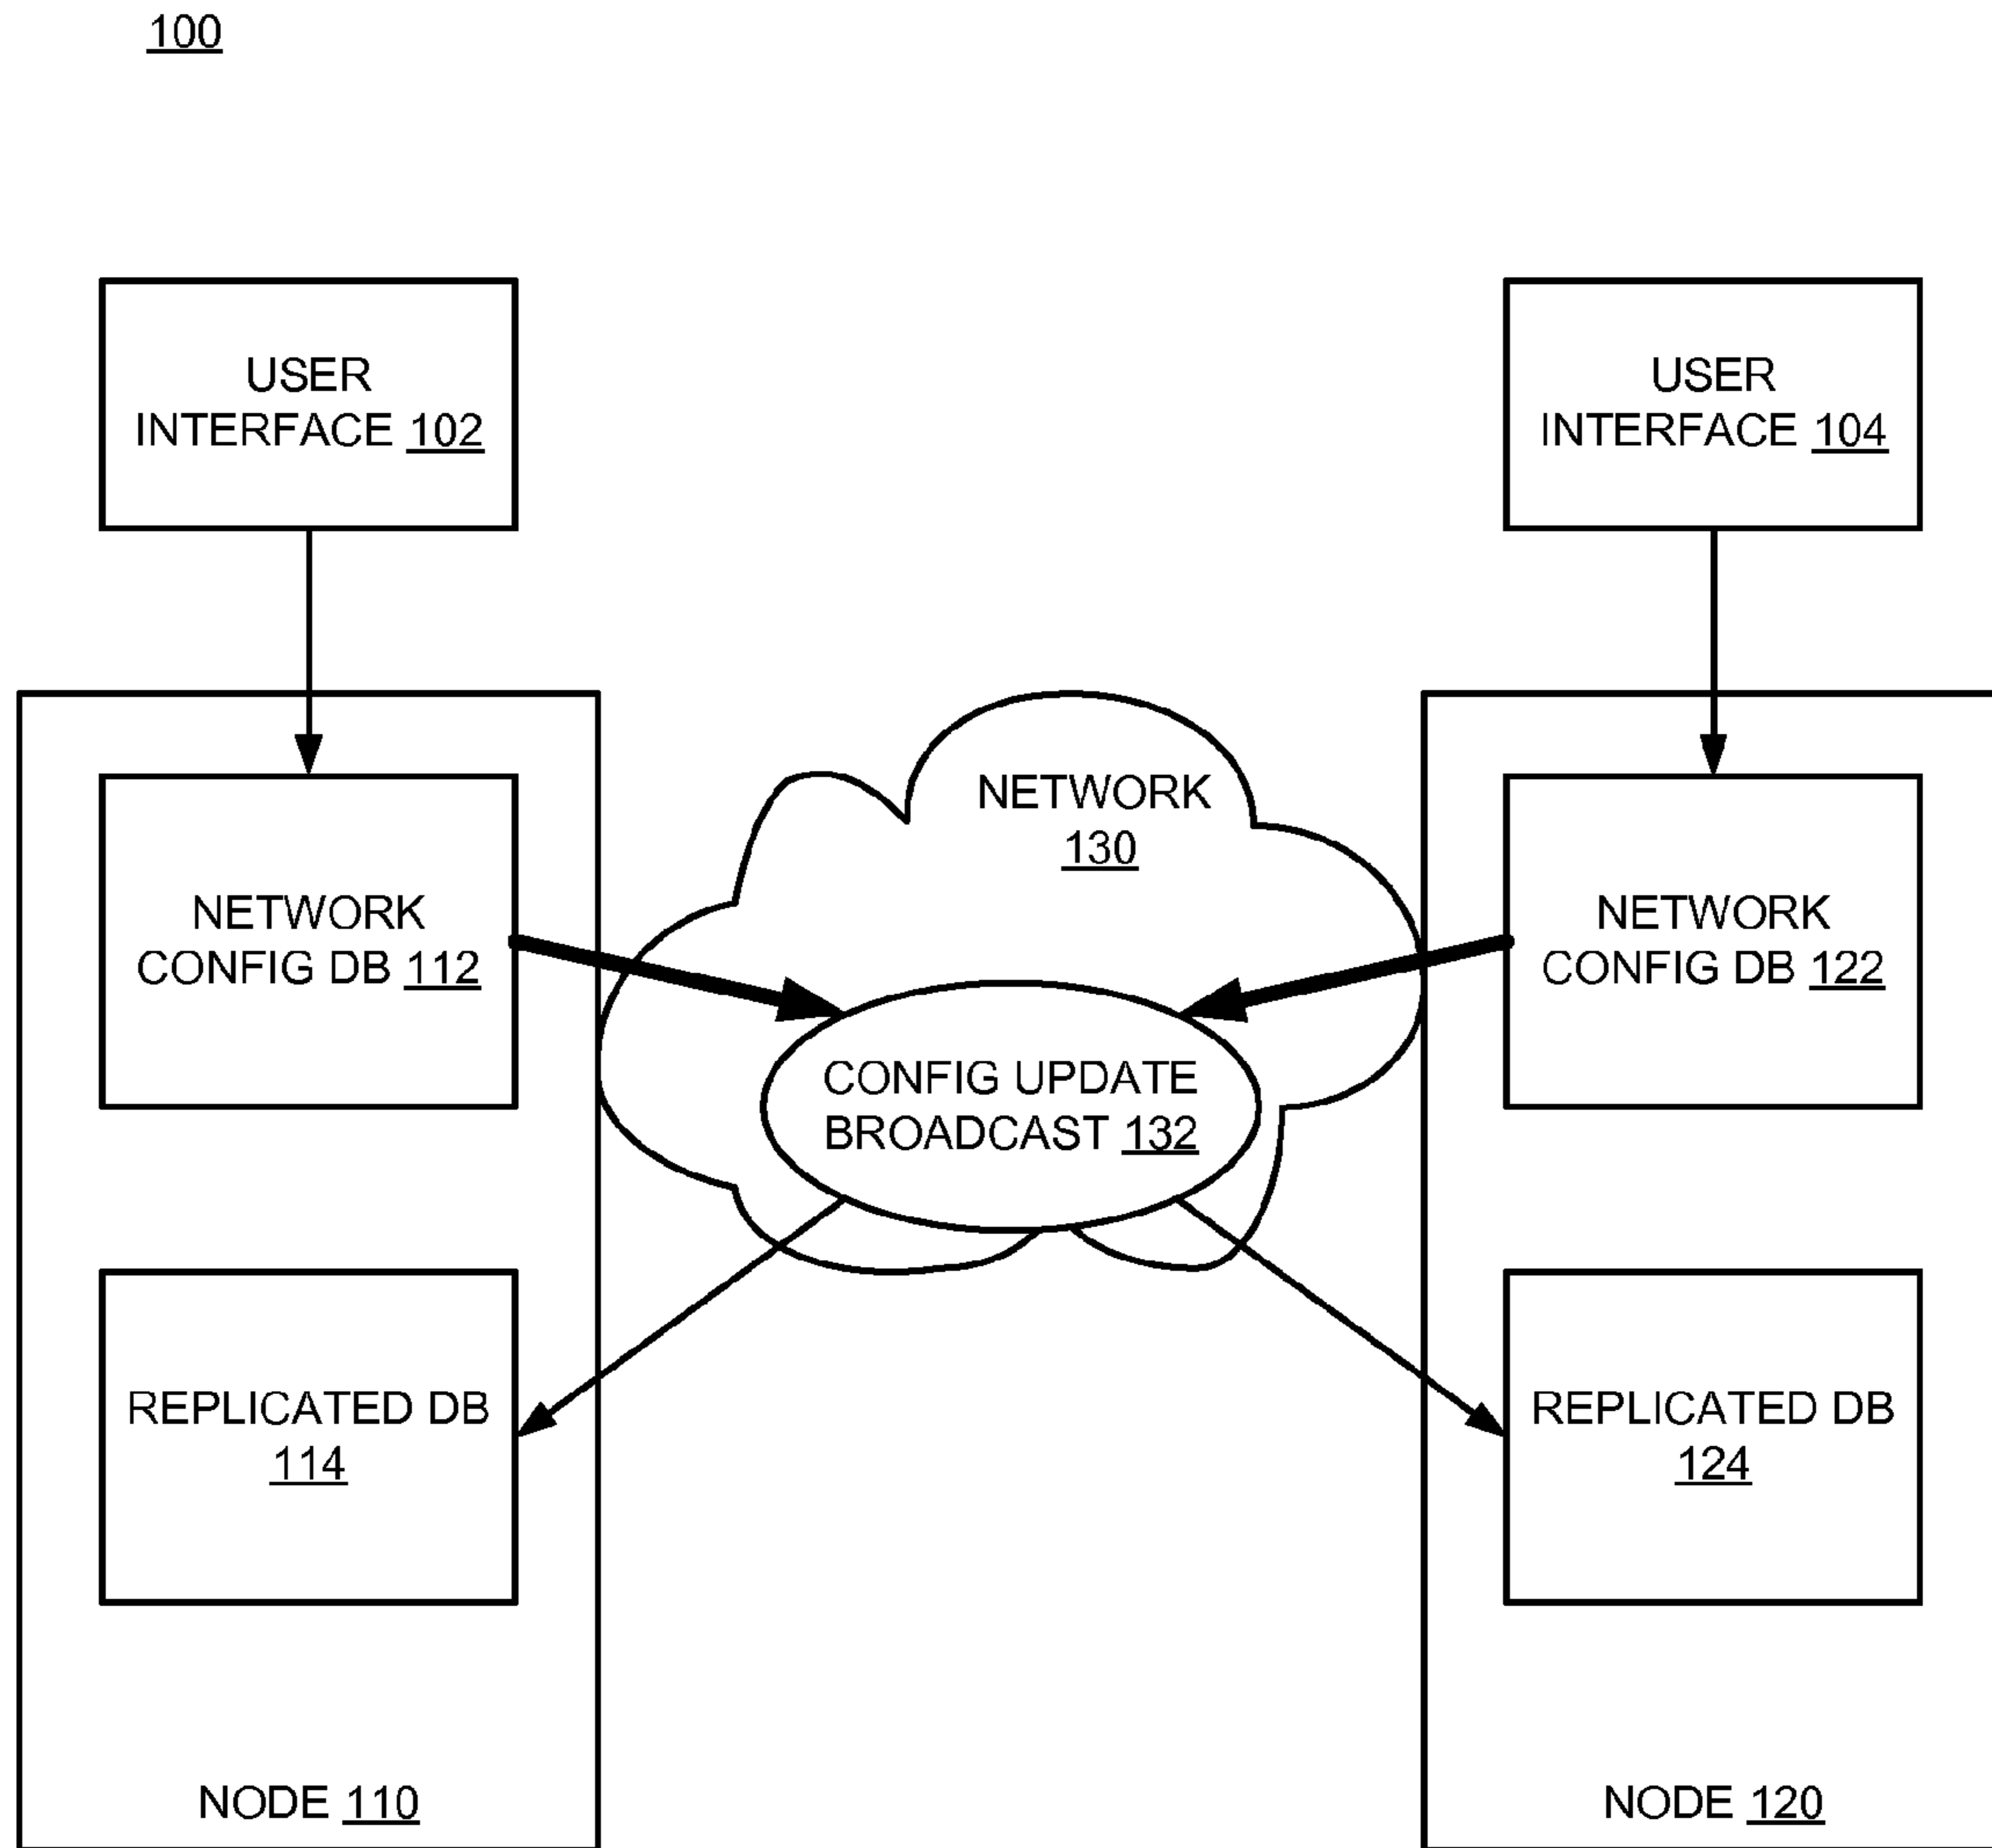 100
USER
INTERFACE 102
USER
INTERFACE 104
NETWORK
130
NETWORK
CONFIG DB 112
NETWORK
CONFIG DB 122
CONFIG UPDATE
BROADCAST 132
REPLICATED DB
114
REPLICATED DB
124
NODE 110
NODE 120